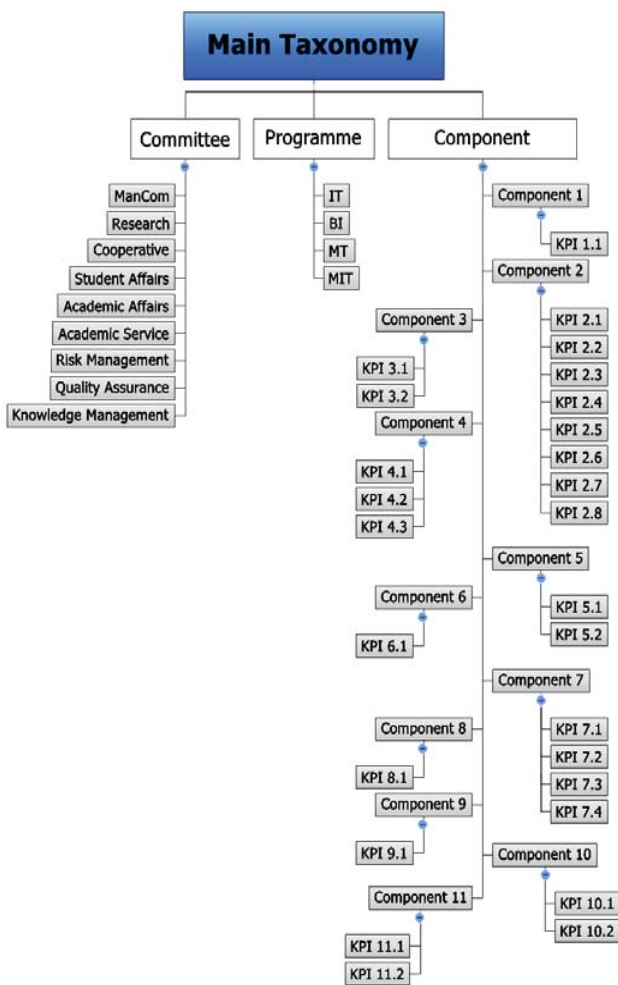 Main Taxonomy
Committee
Programme
Component
ManCom
Research
Cooperative
Student Affairs
Academic Affairs
Academic Service
Risk Management
Quality Assurance
Knowledge Management
IT
BI
MT
MIT
Component 1
KPI 1.1
Component 2
KPI 2.1
KPI 2.2
KPI 2.3
KPI 2.4
KPI 2.5
KPI 2.6
KPI 2.7
KPI 2.8
Component 3
KPI 3.1
KPI 3.2
Component 4
KPI 4.1
KPI 4.2
KPI 4.3
Component 5
KPI 5.1
KPI 5.2
Component 6
KPI 6.1
Component 7
KPI 7.1
KPI 7.2
KPI 7.3
KPI 7.4
Component 8
KPI 8.1
Component 9
KPI 9.1
Component 10
KPI 10.1
KPI 10.2
Component 11
KPI 11.1
KPI 11.2